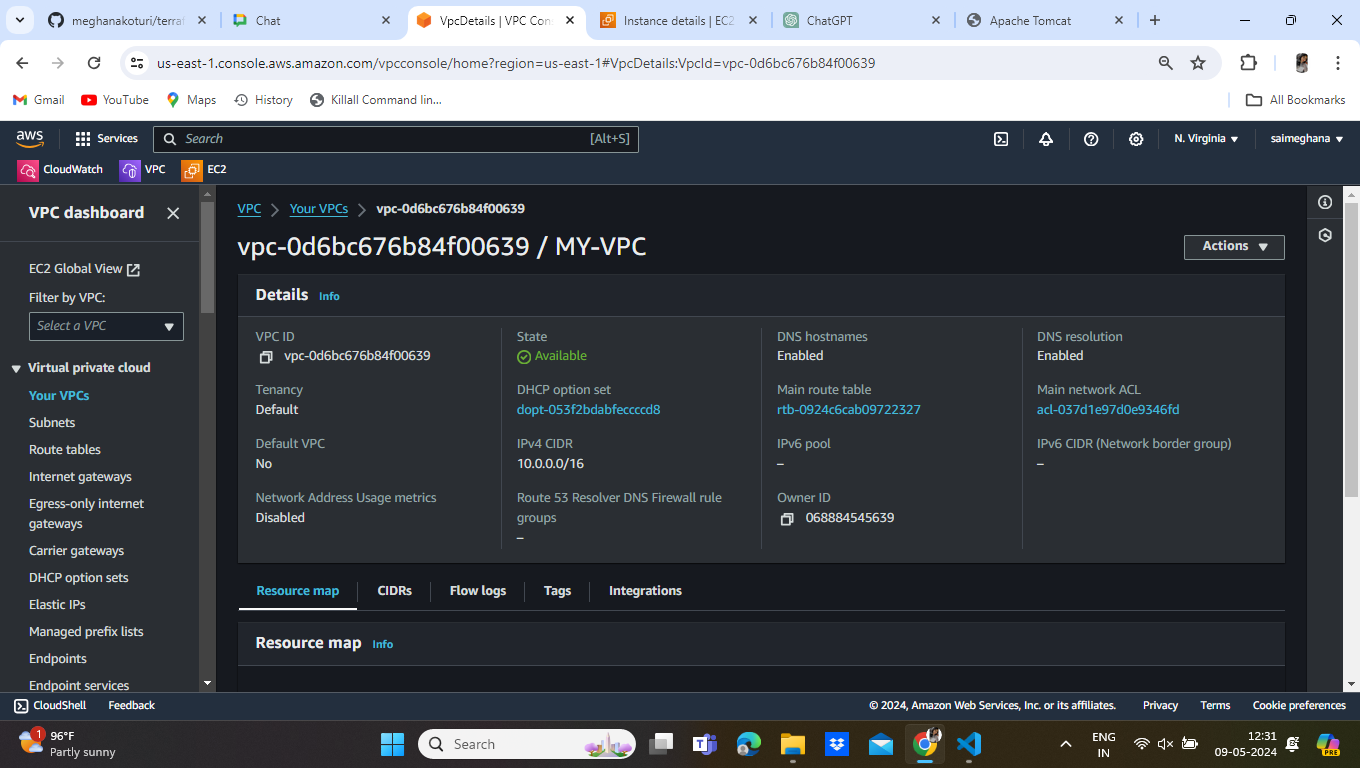 meghanakoturi/terraf
Chat
VpcDetails | VPC Con
Instance details | EC2
ChatGPT
Apache Tomcat
us-east-1.console.aws.amazon.com/vpcconsole/home?region=us-east-1#VpcDetails:VpcId=vpc-0d6bc676b84f00639
Gmail
YouTube
Maps
History
Killall Command lin...
All Bookmarks
aws
Services
Search
[Alt+S]
N. Virginia
saimeghana
CloudWatch
VPC
EC2
VPC dashboard
EC2 Global View
Filter by VPC:
Select a VPC
Virtual private cloud
Your VPCs
Subnets
Route tables
Internet gateways
Egress-only internet
gateways
Carrier gateways
DHCP option sets
Elastic IPs
Managed prefix lists
Endpoints
Endpoint services
VPC
Your VPCs
vpc-0d6bc676b84f00639
vpc-0d6bc676b84f00639 / MY-VPC
Actions
Details Info
VPC ID
vpc-0d6bc676b84f00639
State
Available
DNS hostnames
Enabled
DNS resolution
Enabled
Tenancy
Default
DHCP option set
dopt-053f2bdabfeccccd8
Main route table
rtb-0924c6cab09722327
Main network ACL
acl-037d1e97d0e9346fd
Default VPC
No
IPv4 CIDR
10.0.0.0/16
IPv6 pool
–
IPv6 CIDR (Network border group)
–
Network Address Usage metrics
Disabled
Route 53 Resolver DNS Firewall rule
groups
–
Owner ID
068884545639
Resource map
CIDRs
Flow logs
Tags
Integrations
Resource map Info
CloudShell
Feedback
© 2024, Amazon Web Services, Inc. or its affiliates.
Privacy
Terms
Cookie preferences
1
96°F
Partly sunny
Search
ENG
IN
12:31
09-05-2024
PRE